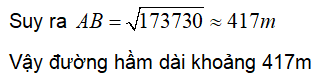 Suy ra AB = √173730 ≈ 417m
Vậy đường hầm dài khoảng 417m